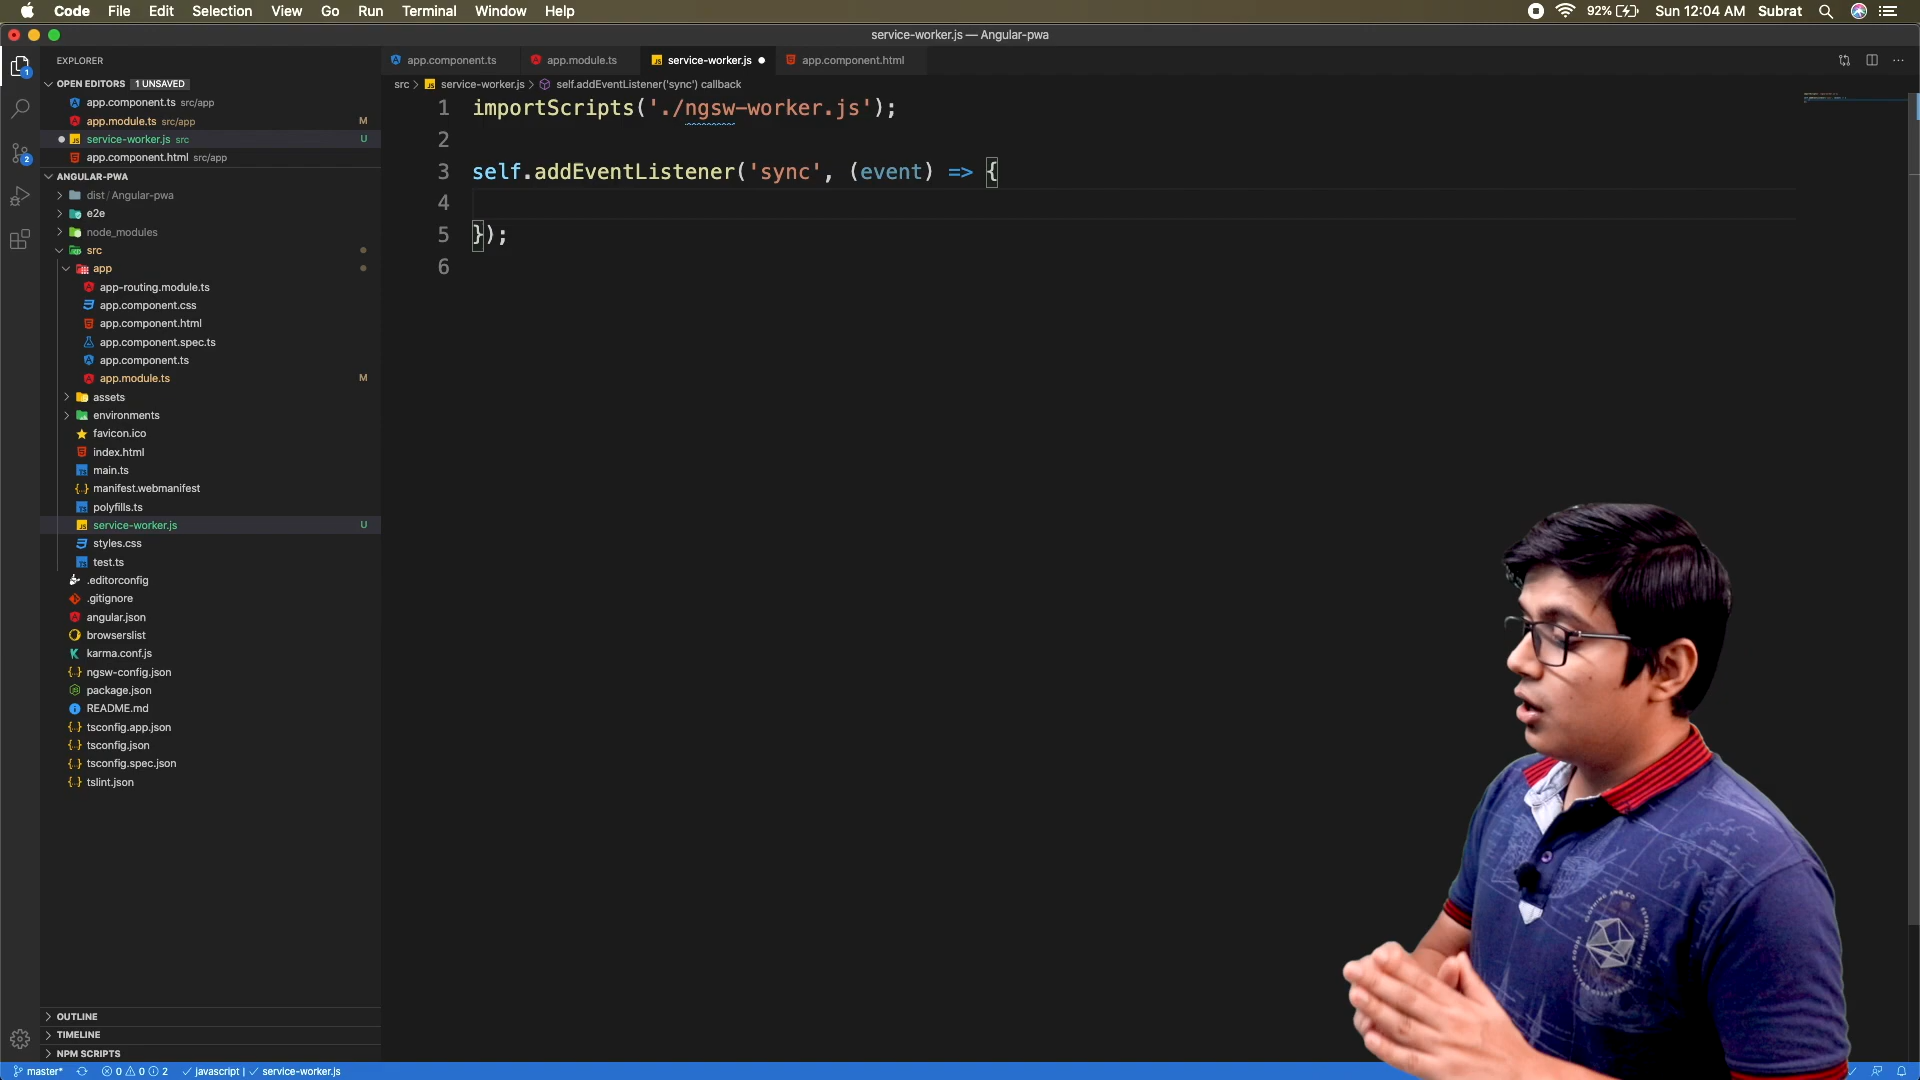 Code File Edit Selection View Go Run Terminal Window Help
92% Sun 12:04 AM Subrat
service-worker.js — Angular-pwa
EXPLORER
OPEN EDITORS 1 UNSAVED
app.component.ts src/app
app.module.ts src/app M
service-worker.js src U
app.component.html src/app
ANGULAR-PWA
dist/Angular-pwa
e2e
node_modules
src
app
app-routing.module.ts
app.component.css
app.component.html
app.component.spec.ts
app.component.ts
app.module.ts M
assets
environments
favicon.ico
index.html
main.ts
manifest.webmanifest
polyfills.ts
service-worker.js U
styles.css
test.ts
.editorconfig
.gitignore
angular.json
browserslist
karma.conf.js
ngsw-config.json
package.json
README.md
tsconfig.app.json
tsconfig.json
tsconfig.spec.json
tslint.json
OUTLINE
TIMELINE
NPM SCRIPTS
app.component.ts app.module.ts service-worker.js app.component.html
src > service-worker.js > self.addEventListener('sync') callback
1 importScripts('./ngsw-worker.js');
2
3 self.addEventListener('sync', (event) => {
4
5 });
6
master* 0 0 2 javascript | service-worker.js